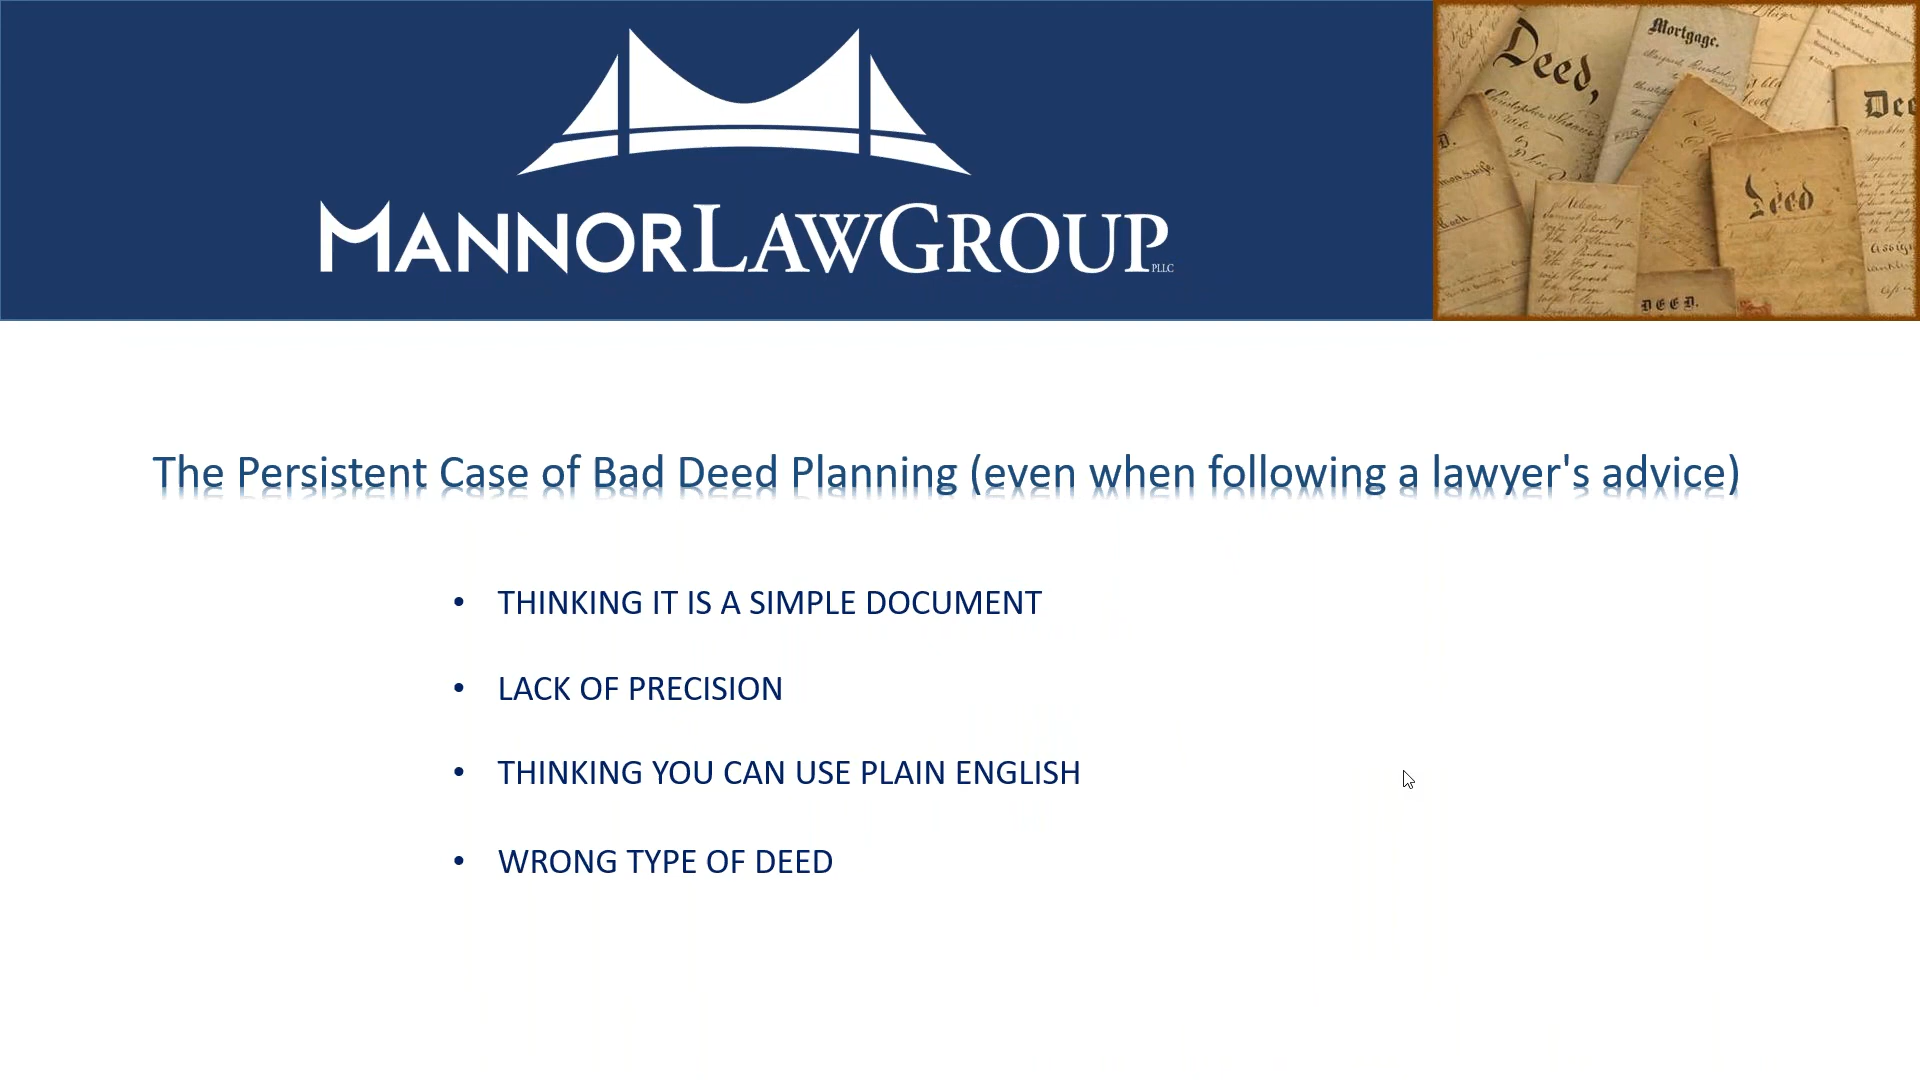 MANNORLAWGROUP PLLC
Deed,
Mortgage.
Deed
DEED.
The Persistent Case of Bad Deed Planning (even when following a lawyer's advice)
• THINKING IT IS A SIMPLE DOCUMENT
• LACK OF PRECISION
• THINKING YOU CAN USE PLAIN ENGLISH
• WRONG TYPE OF DEED